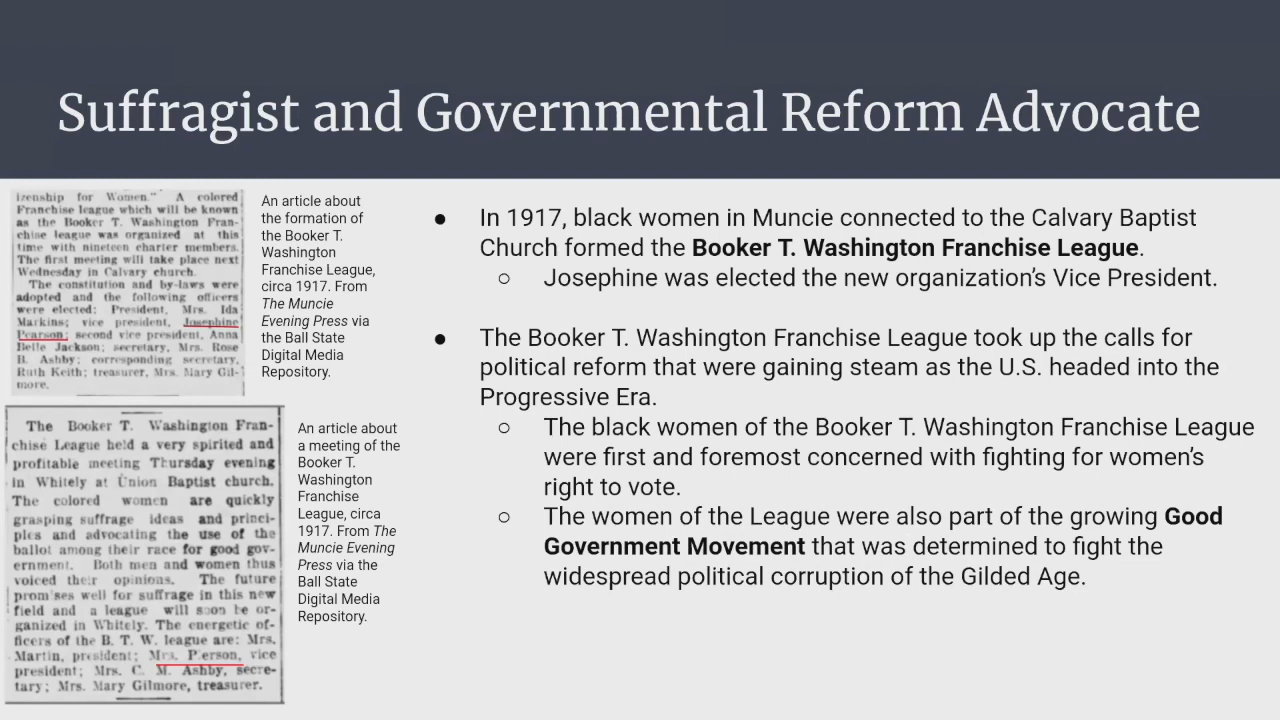 Suffragist and Governmental Reform Advocate
izenship for Women." A colored
Franchise league which will be known
as the Booker T. Washington Fran-
chise league was organized at this
time with nineteen charter members.
The first meeting will take place next
Wednesday in Calvary church.
The constitution and by-laws were
adopted and the following officers
were elected: President, Mrs. Ida
Markins; vice president, Josephine
Pearson; second vice president, Anna
Belle Jackson; secretary, Mrs. Rose
B. Ashby; corresponding secretary,
Ruth Keith; treasurer, Mrs. Mary Gil-
more.
An article about
the formation of
the Booker T.
Washington
Franchise League,
circa 1917. From
The Muncie
Evening Press via
the Ball State
Digital Media
Repository.
The Booker T. Washington Fran-
chise League held a very spirited and
profitable meeting Thursday evening
in Whitely at Union Baptist church.
The colored women are quickly
grasping suffrage ideas and princi-
ples and advocating the use of the
ballot among their race for good gov-
ernment. Both men and women thus
voiced their opinions. The future
promises well for suffrage in this new
field and a league will soon be or-
ganized in Whitely. The energetic of-
ficers of the B. T. W. league are: Mrs.
Martin, president; Mrs. Pierson, vice
president; Mrs. C. M. Ashby, secre-
tary; Mrs. Mary Gilmore, treasurer.
An article about
a meeting of the
Booker T.
Washington
Franchise
League, circa
1917. From The
Muncie Evening
Press via the
Ball State
Digital Media
Repository.
● In 1917, black women in Muncie connected to the Calvary Baptist
Church formed the Booker T. Washington Franchise League.
○ Josephine was elected the new organization's Vice President.
● The Booker T. Washington Franchise League took up the calls for
political reform that were gaining steam as the U.S. headed into the
Progressive Era.
○ The black women of the Booker T. Washington Franchise League
were first and foremost concerned with fighting for women's
right to vote.
○ The women of the League were also part of the growing Good
Government Movement that was determined to fight the
widespread political corruption of the Gilded Age.